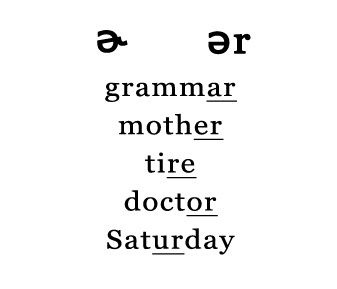 ɚ ər
grammar
mother
tire
doctor
Saturday